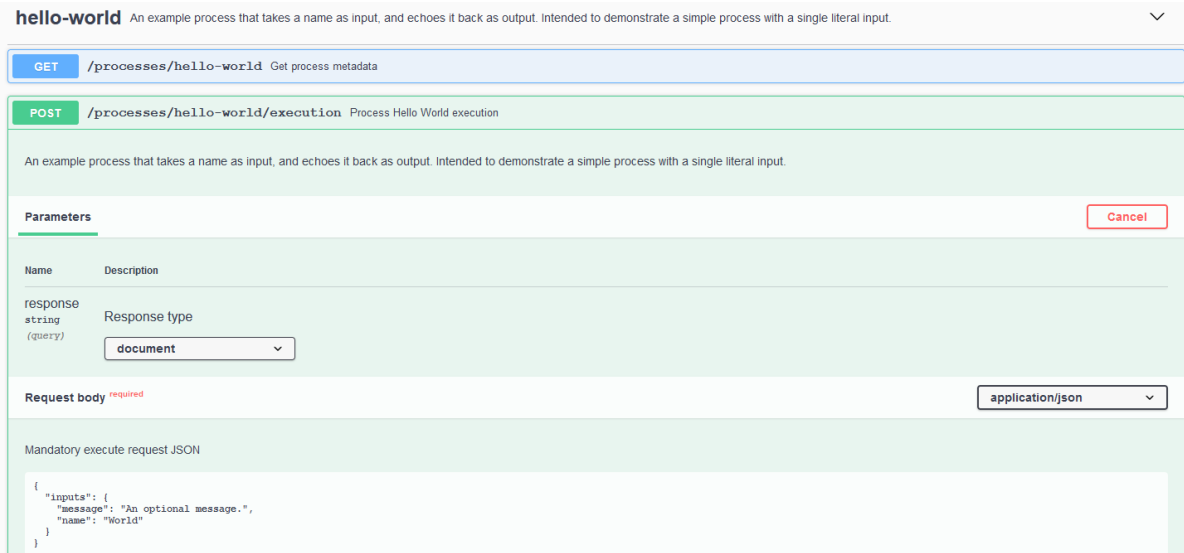 hello-world An example process that takes a name as input, and echoes it back as output. Intended to demonstrate a simple process with a single literal input.
GET /processes/hello-world Get process metadata
POST /processes/hello-world/execution Process Hello World execution
An example process that takes a name as input, and echoes it back as output. Intended to demonstrate a simple process with a single literal input.
Parameters Cancel
Name Description
response
string
(query)
Response type
document
Request body required application/json
Mandatory execute request JSON
{
  "inputs": {
    "message": "An optional message.",
    "name": "World"
  }
}